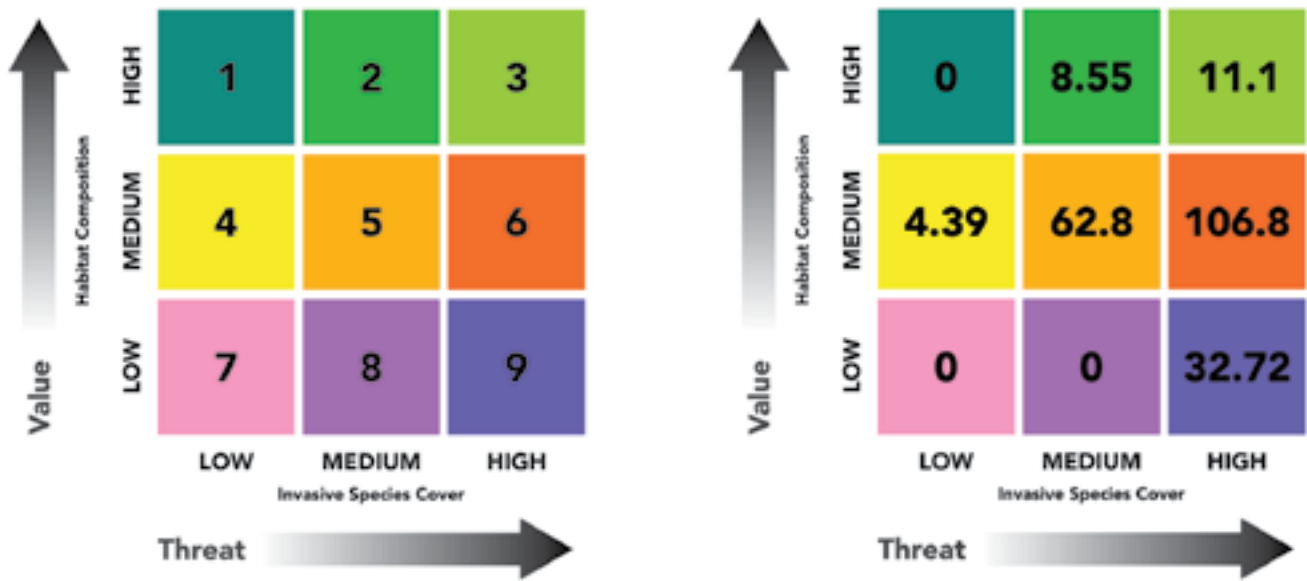 HIGH
1 2 3
MEDIUM
4 5 6
LOW
7 8 9
Habitat Composition
Value
LOW MEDIUM HIGH
Invasive Species Cover
Threat
HIGH
0 8.55 11.1
MEDIUM
4.39 62.8 106.8
LOW
0 0 32.72
Habitat Composition
Value
LOW MEDIUM HIGH
Invasive Species Cover
Threat